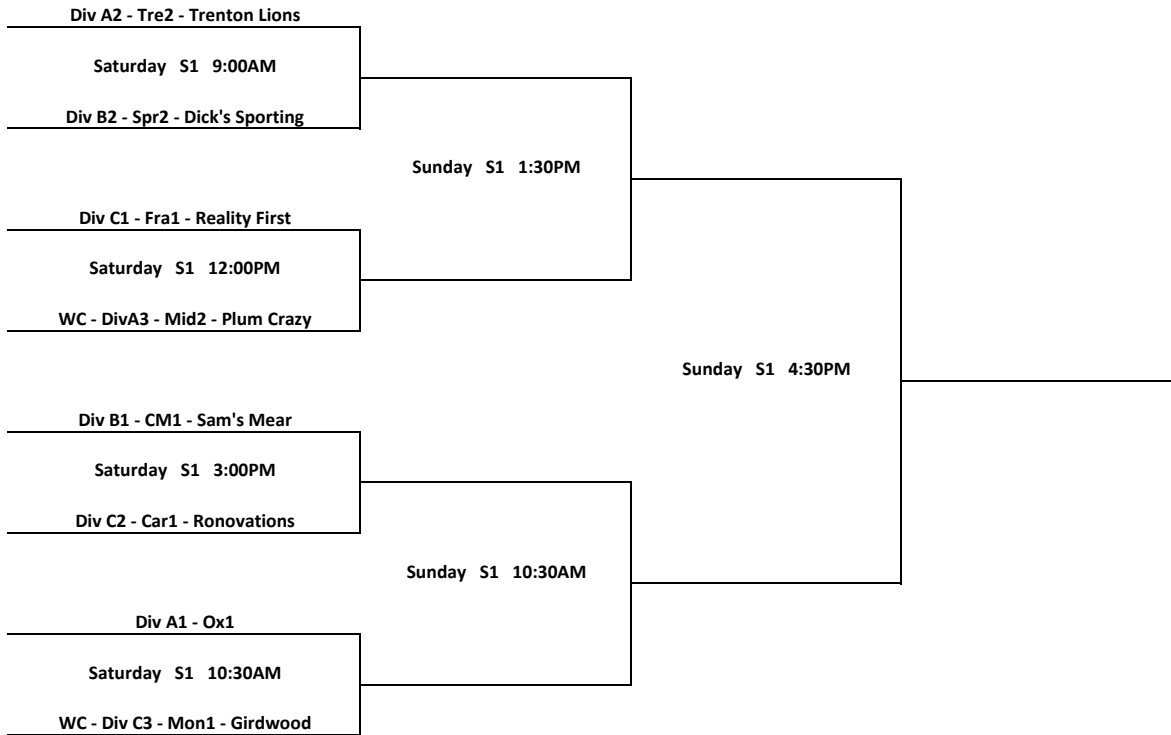 Div A2 - Tre2 - Trenton Lions
Saturday S1 9:00AM
Div B2 - Spr2 - Dick's Sporting
Sunday S1 1:30PM
Div C1 - Fra1 - Reality First
Saturday S1 12:00PM
WC - DivA3 - Mid2 - Plum Crazy
Sunday S1 4:30PM
Div B1 - CM1 - Sam's Mear
Saturday S1 3:00PM
Div C2 - Car1 - Ronovations
Sunday S1 10:30AM
Div A1 - Ox1
Saturday S1 10:30AM
WC - Div C3 - Mon1 - Girdwood